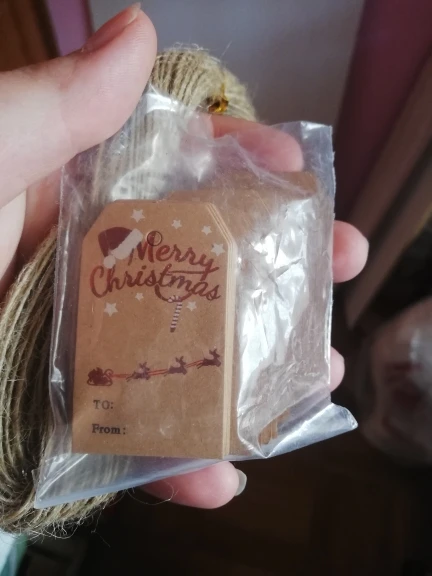 Merry
Christmas
TO:
From: